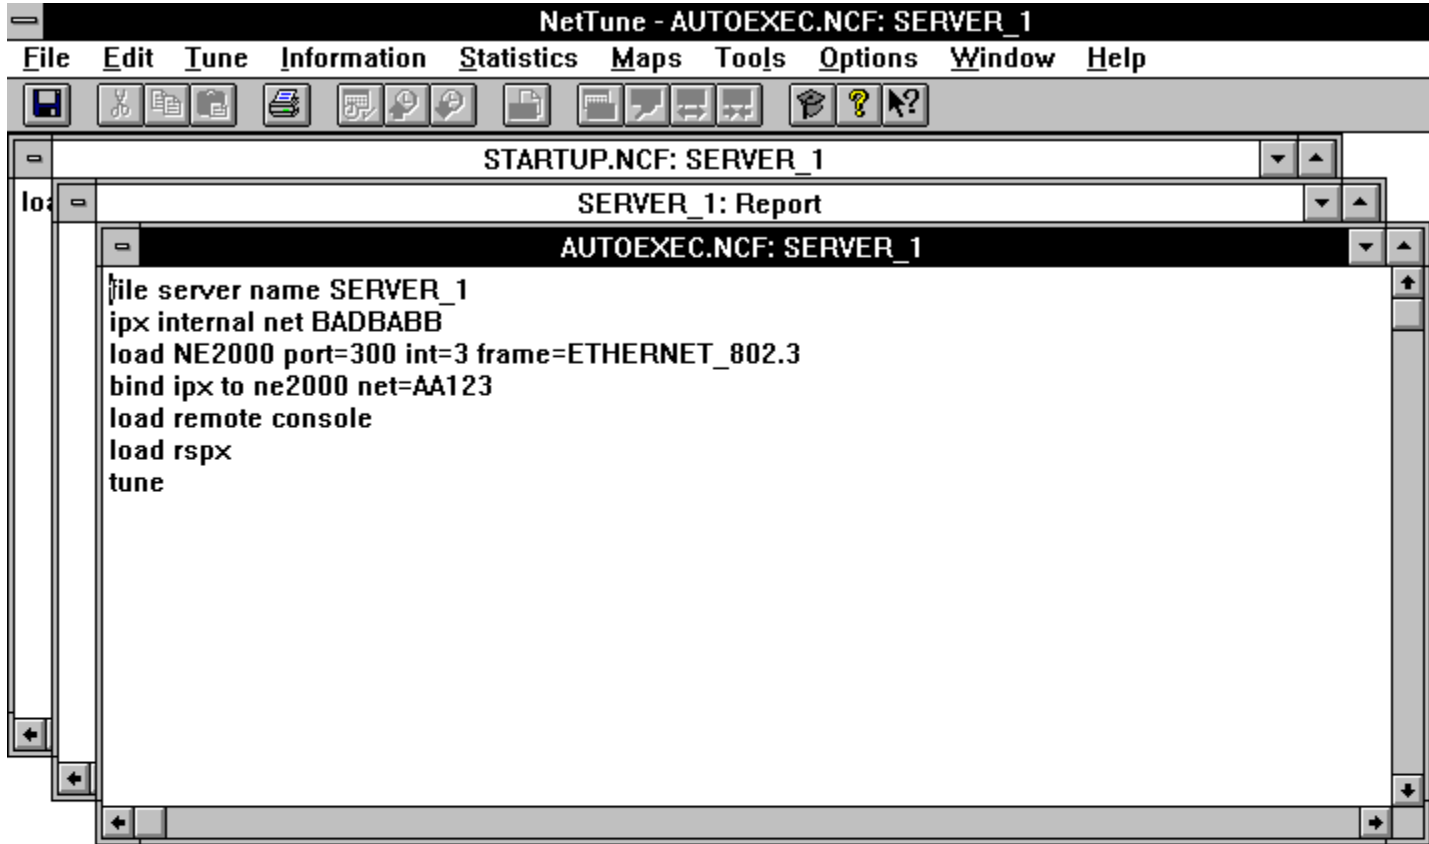 NetTune - AUTOEXEC.NCF: SERVER_1
File Edit Tune Information Statistics Maps Tools Options Window Help
STARTUP.NCF: SERVER_1
SERVER_1: Report
AUTOEXEC.NCF: SERVER_1
file server name SERVER_1
ipx internal net BADBABB
load NE2000 port=300 int=3 frame=ETHERNET_802.3
bind ipx to ne2000 net=AA123
load remote console
load rspx
tune